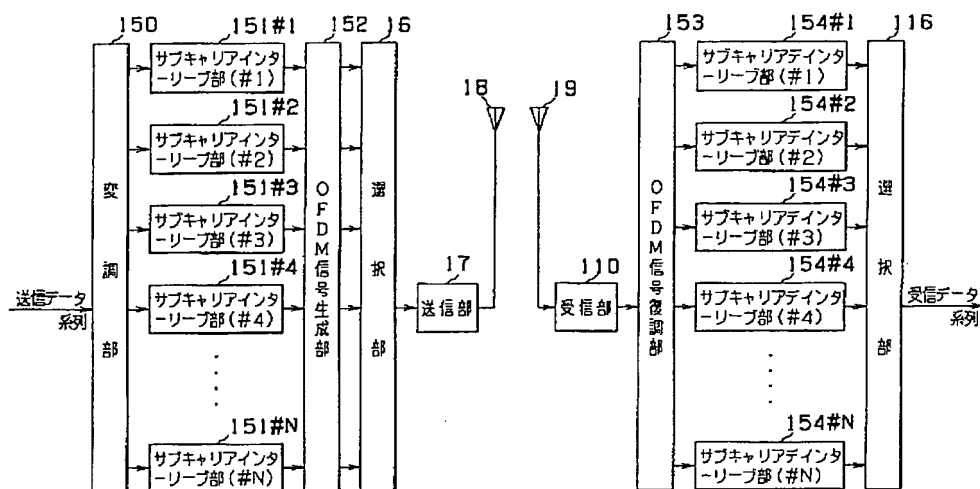 150
151#1
152
16
153
154#1
116
変調部
サブキャリアインタ
ーリーブ部(#1)
151#2
サブキャリアインタ
ーリーブ部(#2)
151#3
サブキャリアインタ
ーリーブ部(#3)
151#4
サブキャリアインタ
ーリーブ部(#4)
151#N
サブキャリアインタ
ーリーブ部(#N)
送信データ
系列
OFDM信号生成部
選択部
17
送信部
18
19
110
受信部
OFDM信号復調部
サブキャリアデインタ
ーリーブ部(#1)
154#2
サブキャリアデインタ
ーリーブ部(#2)
154#3
サブキャリアデインタ
ーリーブ部(#3)
154#4
サブキャリアデインタ
ーリーブ部(#4)
154#N
サブキャリアデインタ
ーリーブ部(#N)
選択部
受信データ
系列